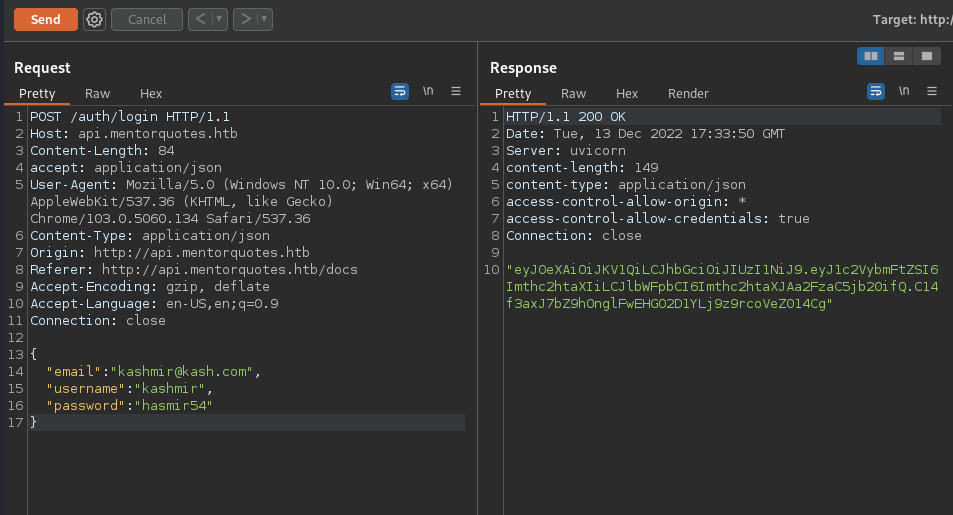 Send Cancel < > Target: http:/
Request
Pretty Raw Hex \n
1 POST /auth/login HTTP/1.1
2 Host: api.mentorquotes.htb
3 Content-Length: 84
4 accept: application/json
5 User-Agent: Mozilla/5.0 (Windows NT 10.0; Win64; x64)
AppleWebKit/537.36 (KHTML, like Gecko)
Chrome/103.0.5060.134 Safari/537.36
6 Content-Type: application/json
7 Origin: http://api.mentorquotes.htb
8 Referer: http://api.mentorquotes.htb/docs
9 Accept-Encoding: gzip, deflate
10 Accept-Language: en-US,en;q=0.9
11 Connection: close
12
13 {
14 "email":"kashmir@kash.com",
15 "username":"kashmir",
16 "password":"hasmir54"
17 }
Response
Pretty Raw Hex Render \n
1 HTTP/1.1 200 OK
2 Date: Tue, 13 Dec 2022 17:33:50 GMT
3 Server: uvicorn
4 content-length: 149
5 content-type: application/json
6 access-control-allow-origin: *
7 access-control-allow-credentials: true
8 Connection: close
9
10 "eyJ0eXAiOiJKV1QiLCJhbGciOiJIUzI1NiJ9.eyJ1c2VybmFtZSI6
Imthc2htaXIiLCJlbWFpbCI6Imthc2htaXJAa2FzaC5jb20ifQ.C14
f3axJ7bZ9hOnglFwEHGO2D1YLj9z9rcoVeZO14Cg"